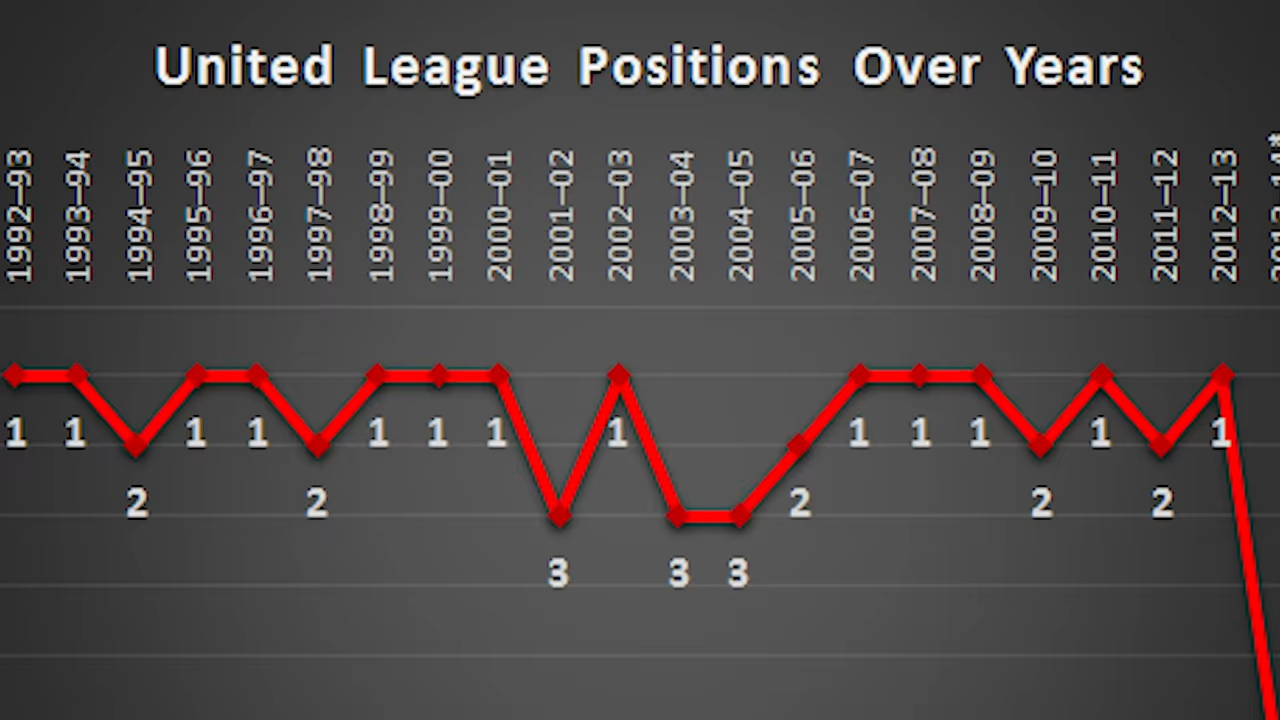 United League Positions Over Years
1992–93 1993–94 1994–95 1995–96 1996–97 1997–98 1998–99 1999–00 2000–01 2001–02 2002–03 2003–04 2004–05 2005–06 2006–07 2007–08 2008–09 2009–10 2010–11 2011–12 2012–13
1 1 1 1 1 1 1 1 1 1 1 1 1
2 2 2 2 2
3 3 3